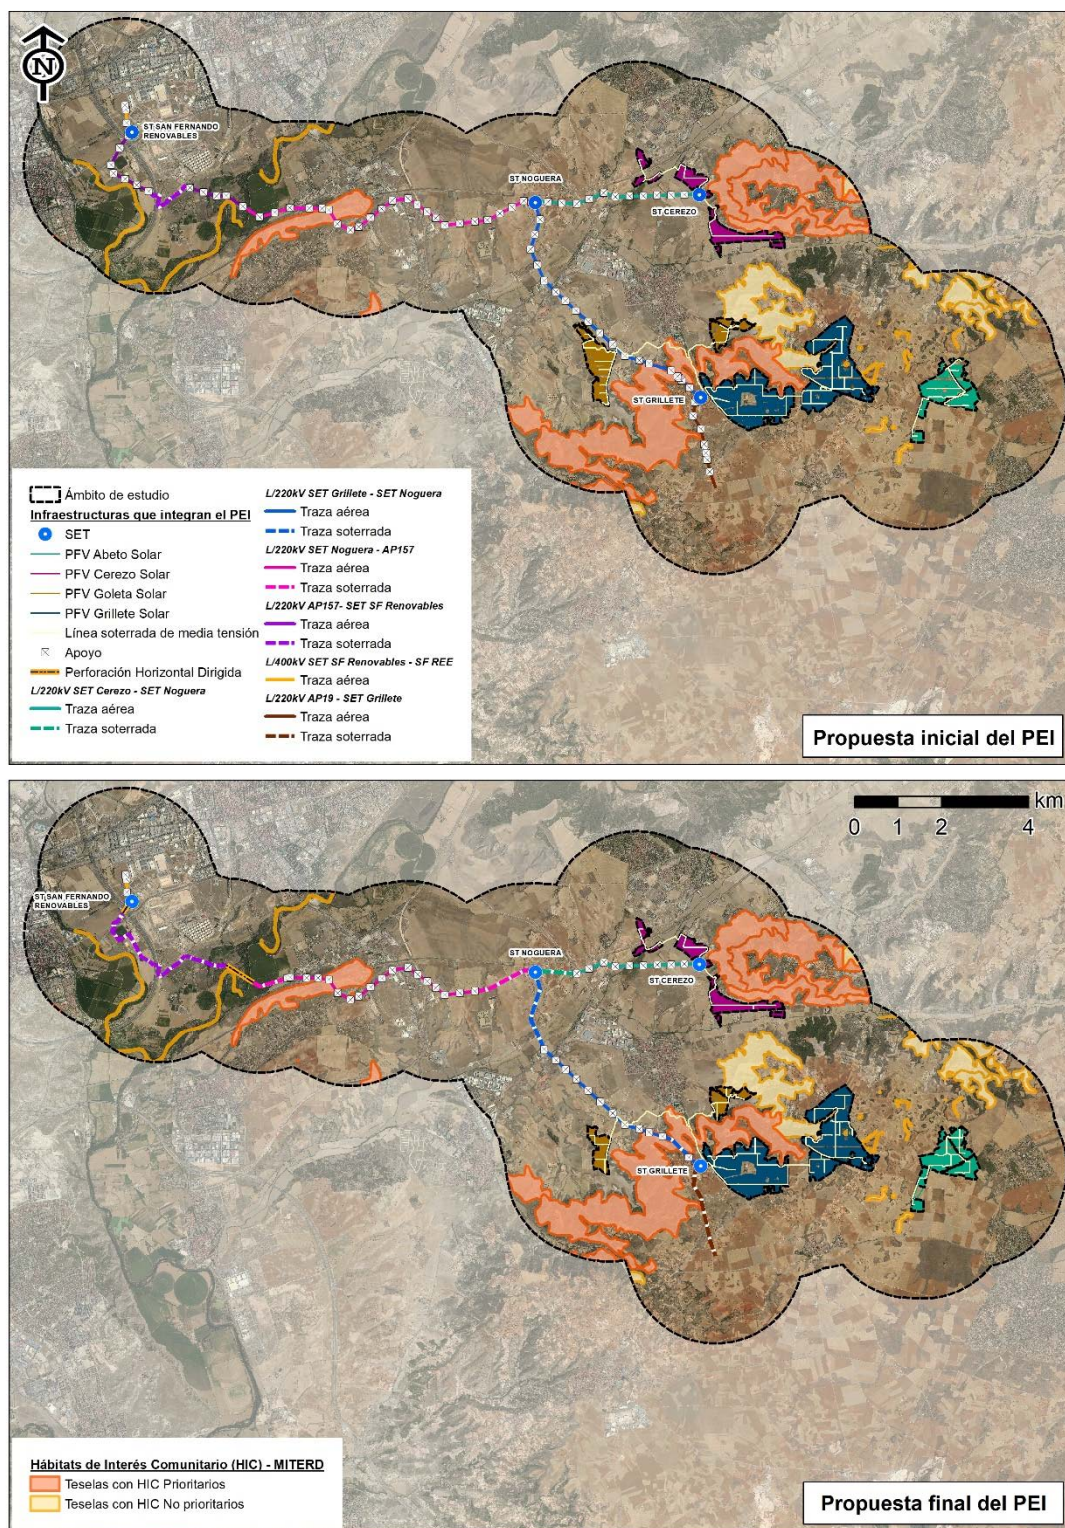 N
ST SAN FERNANDO
RENOVABLES
ST NOGUERA
ST CEREZO
ST GRILLETE
Ámbito de estudio
Infraestructuras que integran el PEI
SET
PFV Abeto Solar
PFV Cerezo Solar
PFV Goleta Solar
PFV Grillete Solar
Línea soterrada de media tensión
Apoyo
Perforación Horizontal Dirigida
L/220kV SET Cerezo - SET Noguera
Traza aérea
Traza soterrada
L/220kV SET Grillete - SET Noguera
Traza aérea
Traza soterrada
L/220kV SET Noguera - AP157
Traza aérea
Traza soterrada
L/220kV AP157- SET SF Renovables
Traza aérea
Traza soterrada
L/400kV SET SF Renovables - SF REE
Traza aérea
L/220kV AP19 - SET Grillete
Traza aérea
Traza soterrada
Propuesta inicial del PEI
km
0 1 2 4
ST SAN FERNANDO
RENOVABLES
ST NOGUERA
ST CEREZO
ST GRILLETE
Hábitats de Interés Comunitario (HIC) - MITERD
Teselas con HIC Prioritarios
Teselas con HIC No prioritarios
Propuesta final del PEI